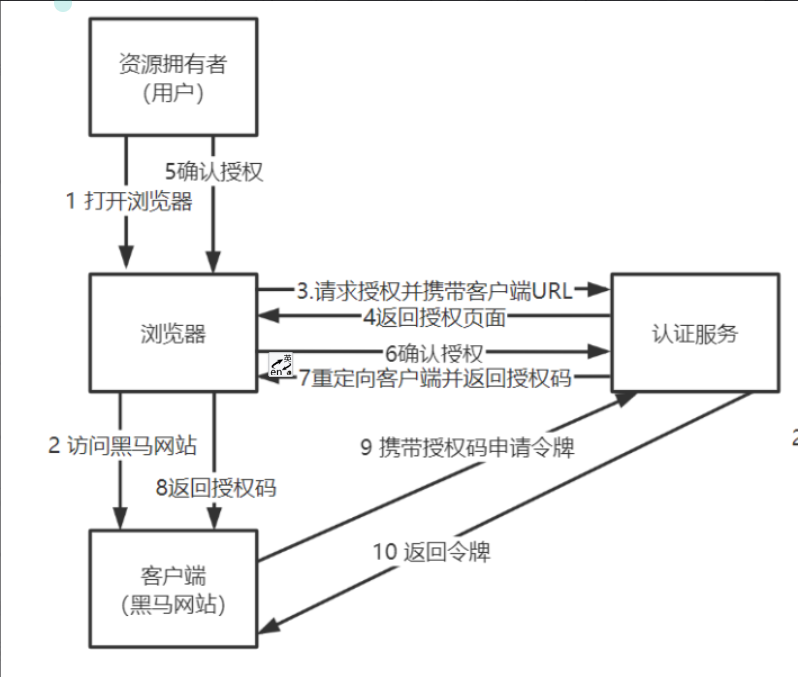 资源拥有者
（用户）
5确认授权
1 打开浏览器
3.请求授权并携带客户端URL
4返回授权页面
浏览器
认证服务
6确认授权
英
en
7重定向客户端并返回授权码
2 访问黑马网站
9 携带授权码申请令牌
2
8返回授权码
10 返回令牌
客户端
（黑马网站）